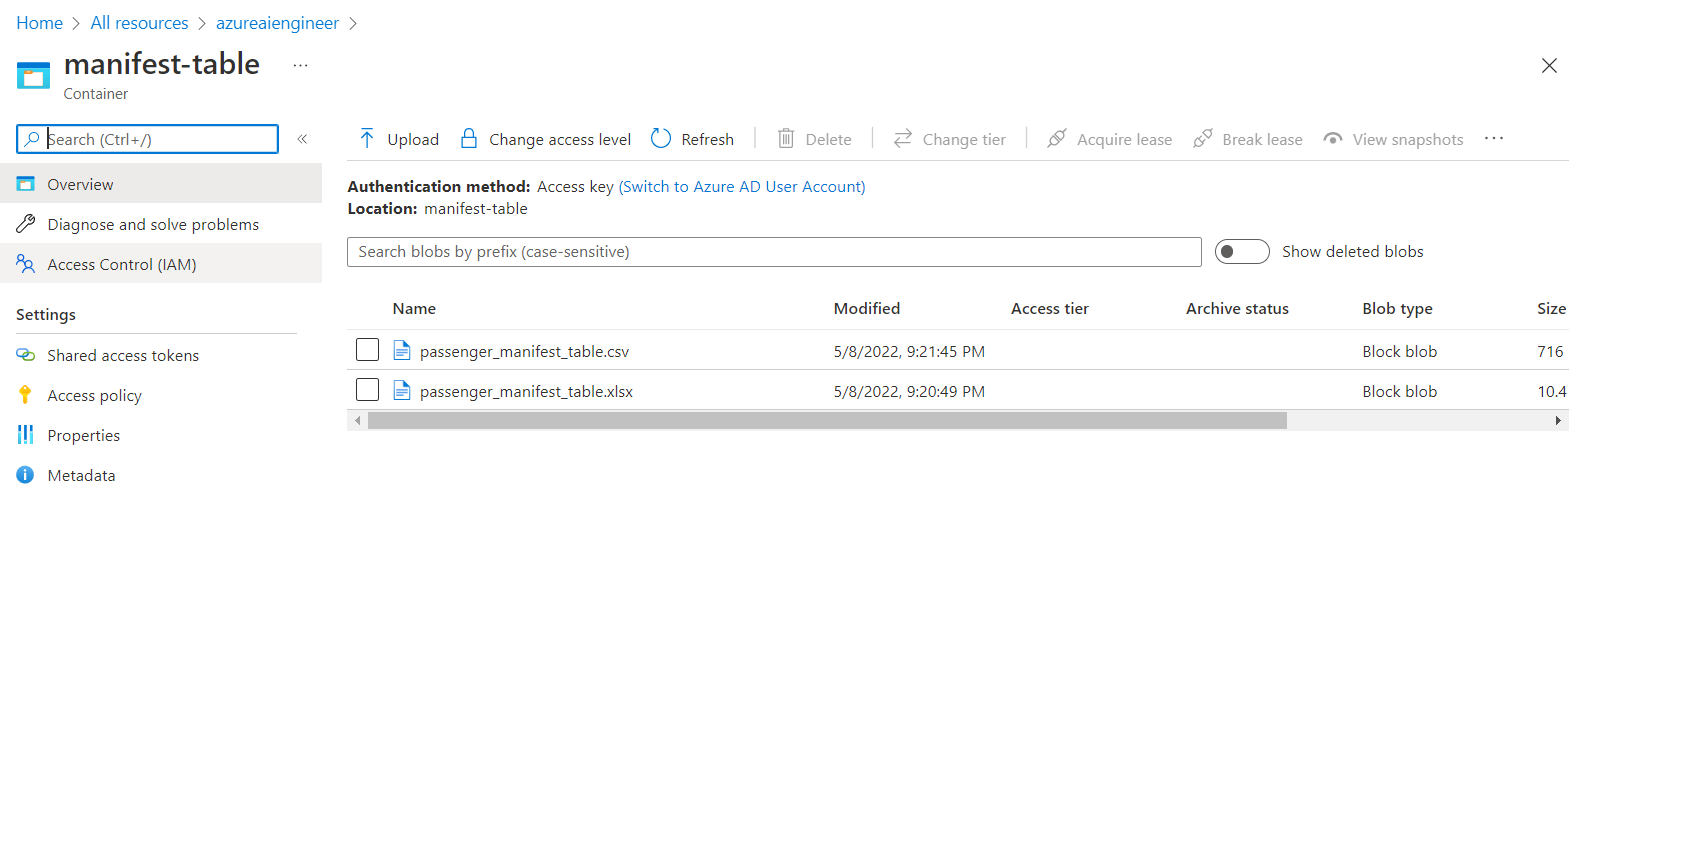 Home > All resources > azureaiengineer >
manifest-table ...
Container
Search (Ctrl+/) «
Overview
Diagnose and solve problems
Access Control (IAM)
Settings
Shared access tokens
Access policy
Properties
Metadata
Upload Change access level Refresh Delete Change tier Acquire lease Break lease View snapshots ...
Authentication method: Access key (Switch to Azure AD User Account)
Location: manifest-table
Search blobs by prefix (case-sensitive) Show deleted blobs
Name Modified Access tier Archive status Blob type Size
passenger_manifest_table.csv 5/8/2022, 9:21:45 PM Block blob 716
passenger_manifest_table.xlsx 5/8/2022, 9:20:49 PM Block blob 10.4